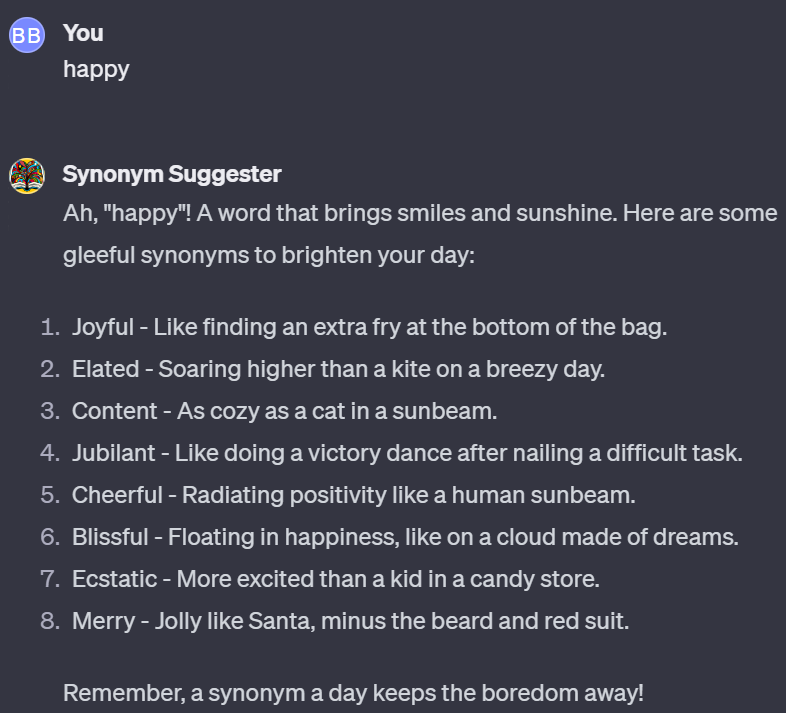 BB
You
happy
Synonym Suggester
Ah, "happy"! A word that brings smiles and sunshine. Here are some
gleeful synonyms to brighten your day:
1. Joyful - Like finding an extra fry at the bottom of the bag.
2. Elated - Soaring higher than a kite on a breezy day.
3. Content - As cozy as a cat in a sunbeam.
4. Jubilant - Like doing a victory dance after nailing a difficult task.
5. Cheerful - Radiating positivity like a human sunbeam.
6. Blissful - Floating in happiness, like on a cloud made of dreams.
7. Ecstatic - More excited than a kid in a candy store.
8. Merry - Jolly like Santa, minus the beard and red suit.
Remember, a synonym a day keeps the boredom away!